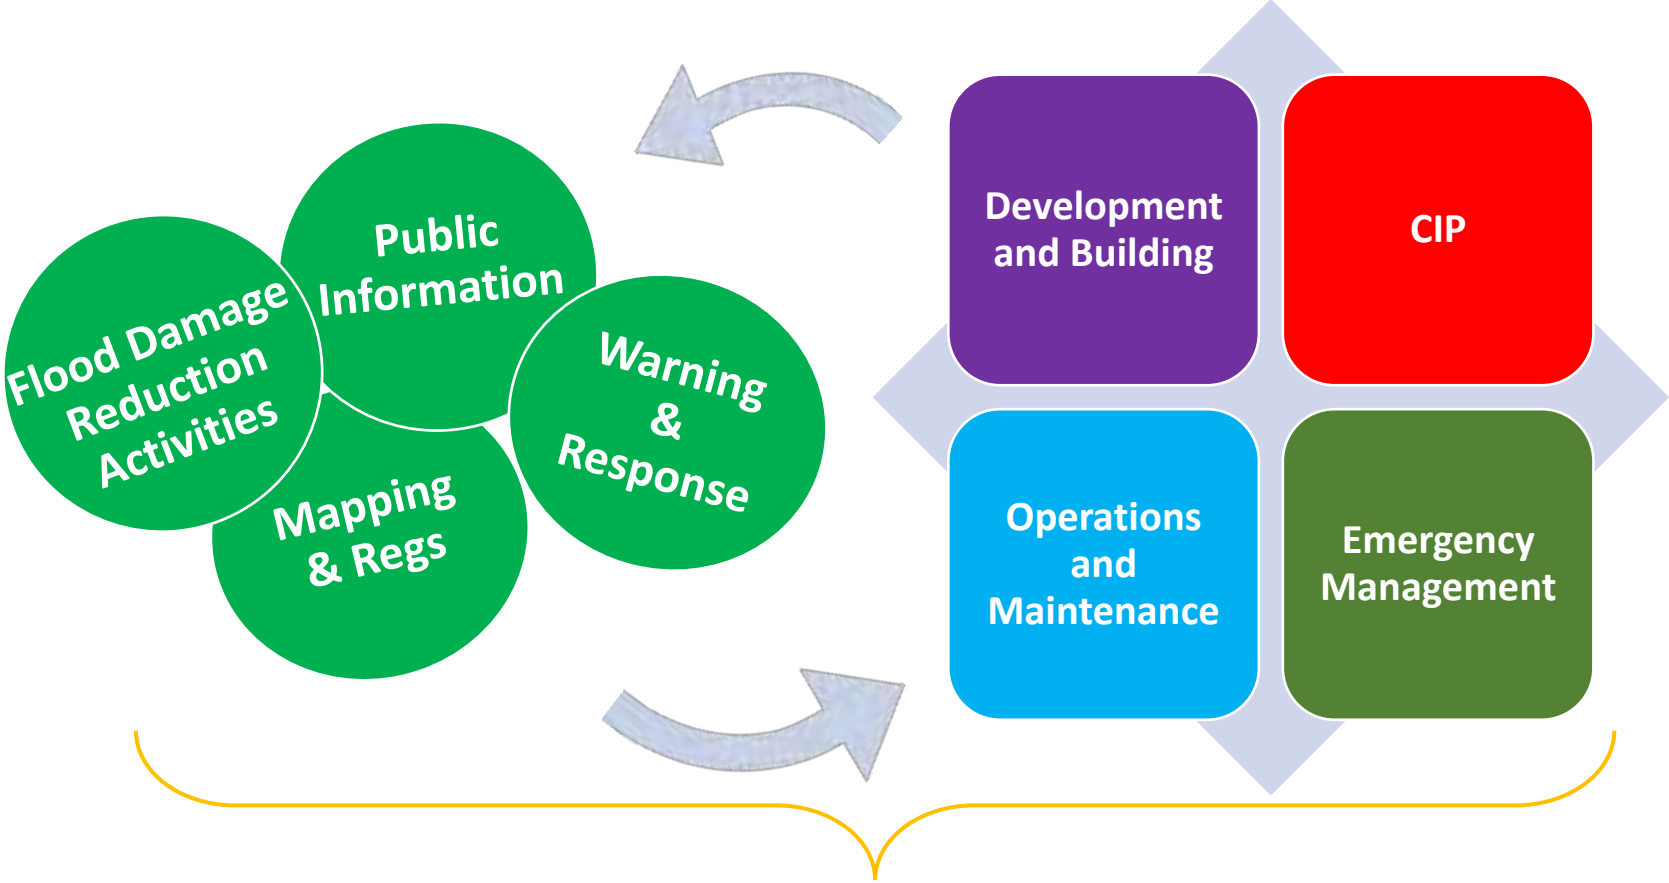 Public
Information
Flood Damage
Reduction
Activities
Warning
&
Response
Mapping
& Regs
Development
and Building
CIP
Operations
and
Maintenance
Emergency
Management